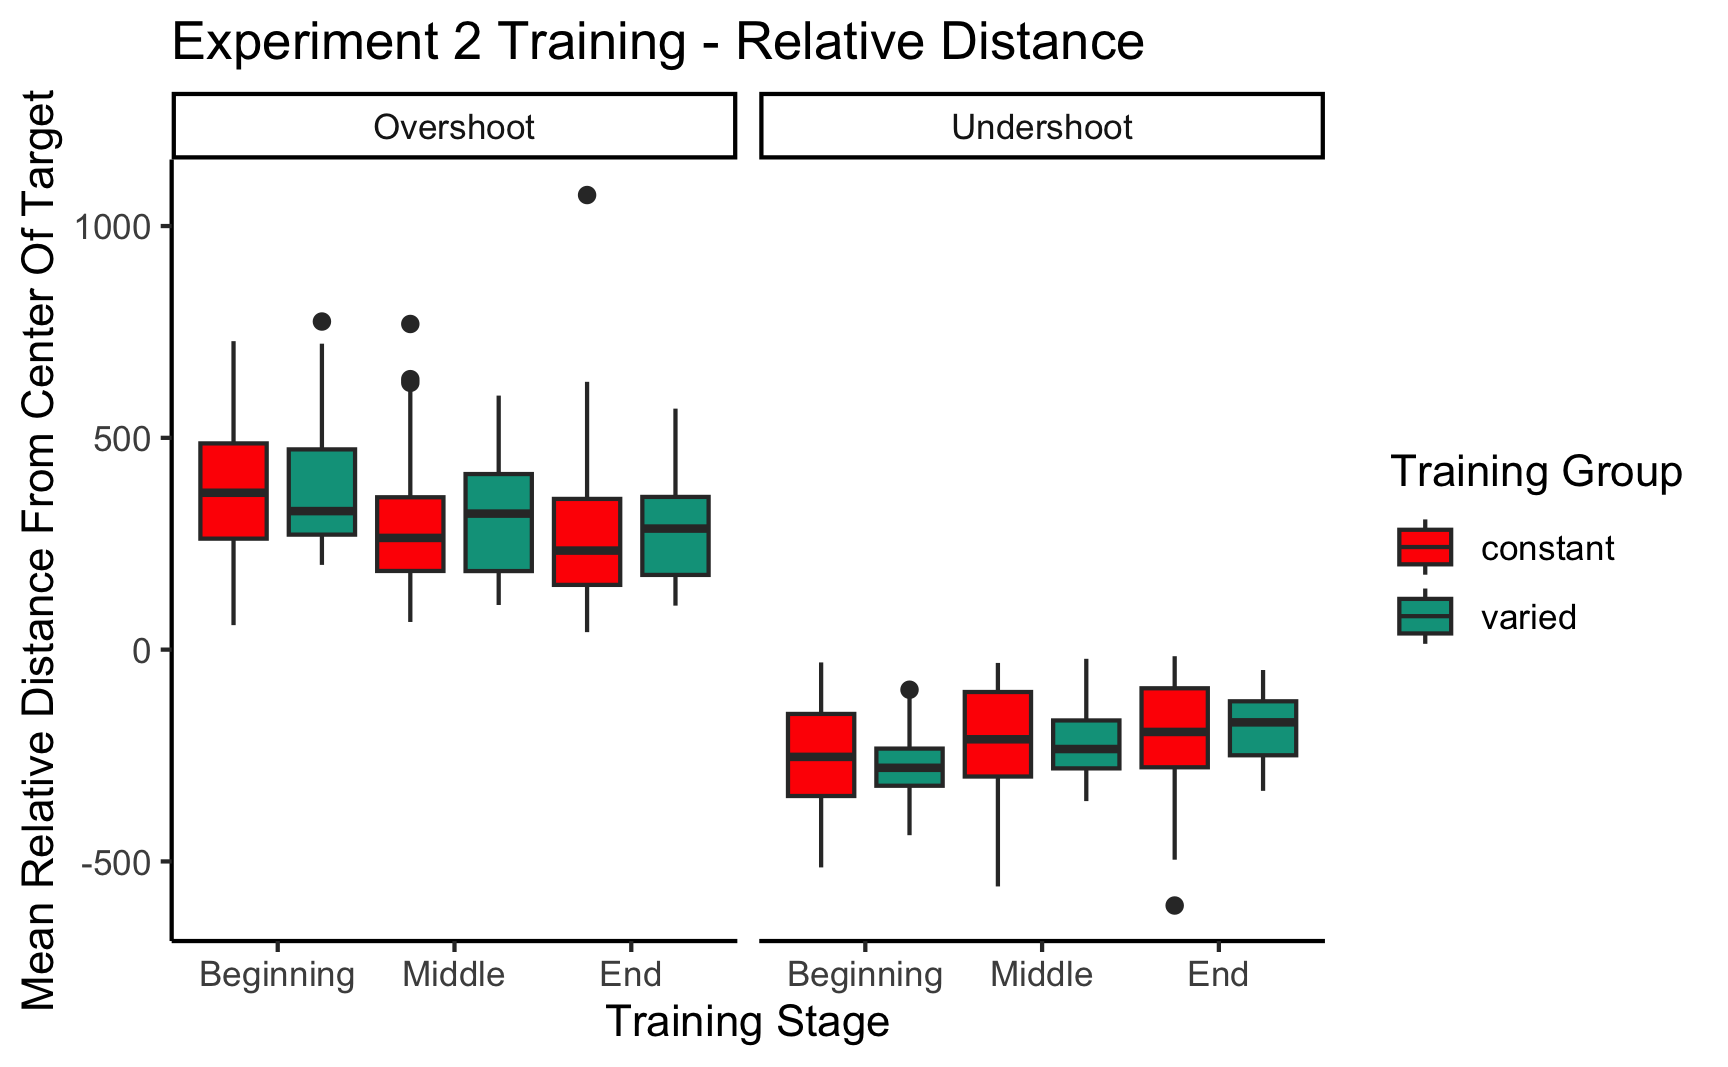 Experiment 2 Training - Relative Distance
Overshoot
Undershoot
Mean Relative Distance From Center Of Target
1000
500
0
-500
Beginning
Middle
End
Beginning
Middle
End
Training Stage
Training Group
constant
varied